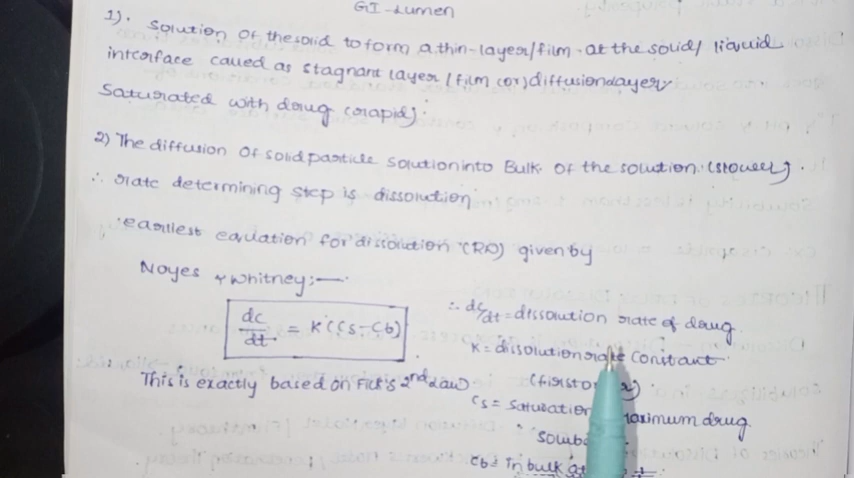 GI-Lumen
1). Solution of the solid to form a thin-layer/film at the solid/ liquid
interface called as stagnant layer / film (or) diffusion layer
saturated with drug (rapid).
2) The diffusion of solid particle solution into Bulk of the solution. (slower).
∴ rate determining step is dissolution
earliest equation for dissolution (RD) given by
Noyes & Whitney:—
dc/dt = K (Cs-Cb)
∴ dc/dt = dissolution rate of drug.
K = dissolution rate constant
(first
This is exactly based on Fick's 2nd law.
Cs = saturation maximum drug
Cb = in bulk at